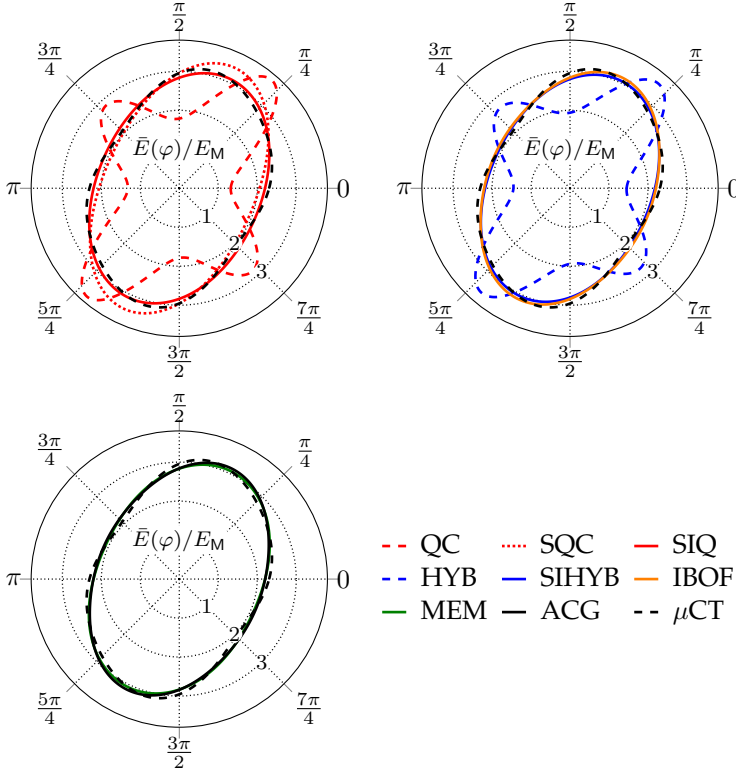 π/2 π/2
3π/4 π/4 3π/4 π/4
Ē(φ)/E_M Ē(φ)/E_M
π 0 π 0
1 1
2 2
3 3
5π/4 7π/4 5π/4 7π/4
3π/2 3π/2
π/2
3π/4 π/4
Ē(φ)/E_M
π 0
1
2
3
5π/4 7π/4
3π/2
QC SQC SIQ
HYB SIHYB IBOF
MEM ACG μCT